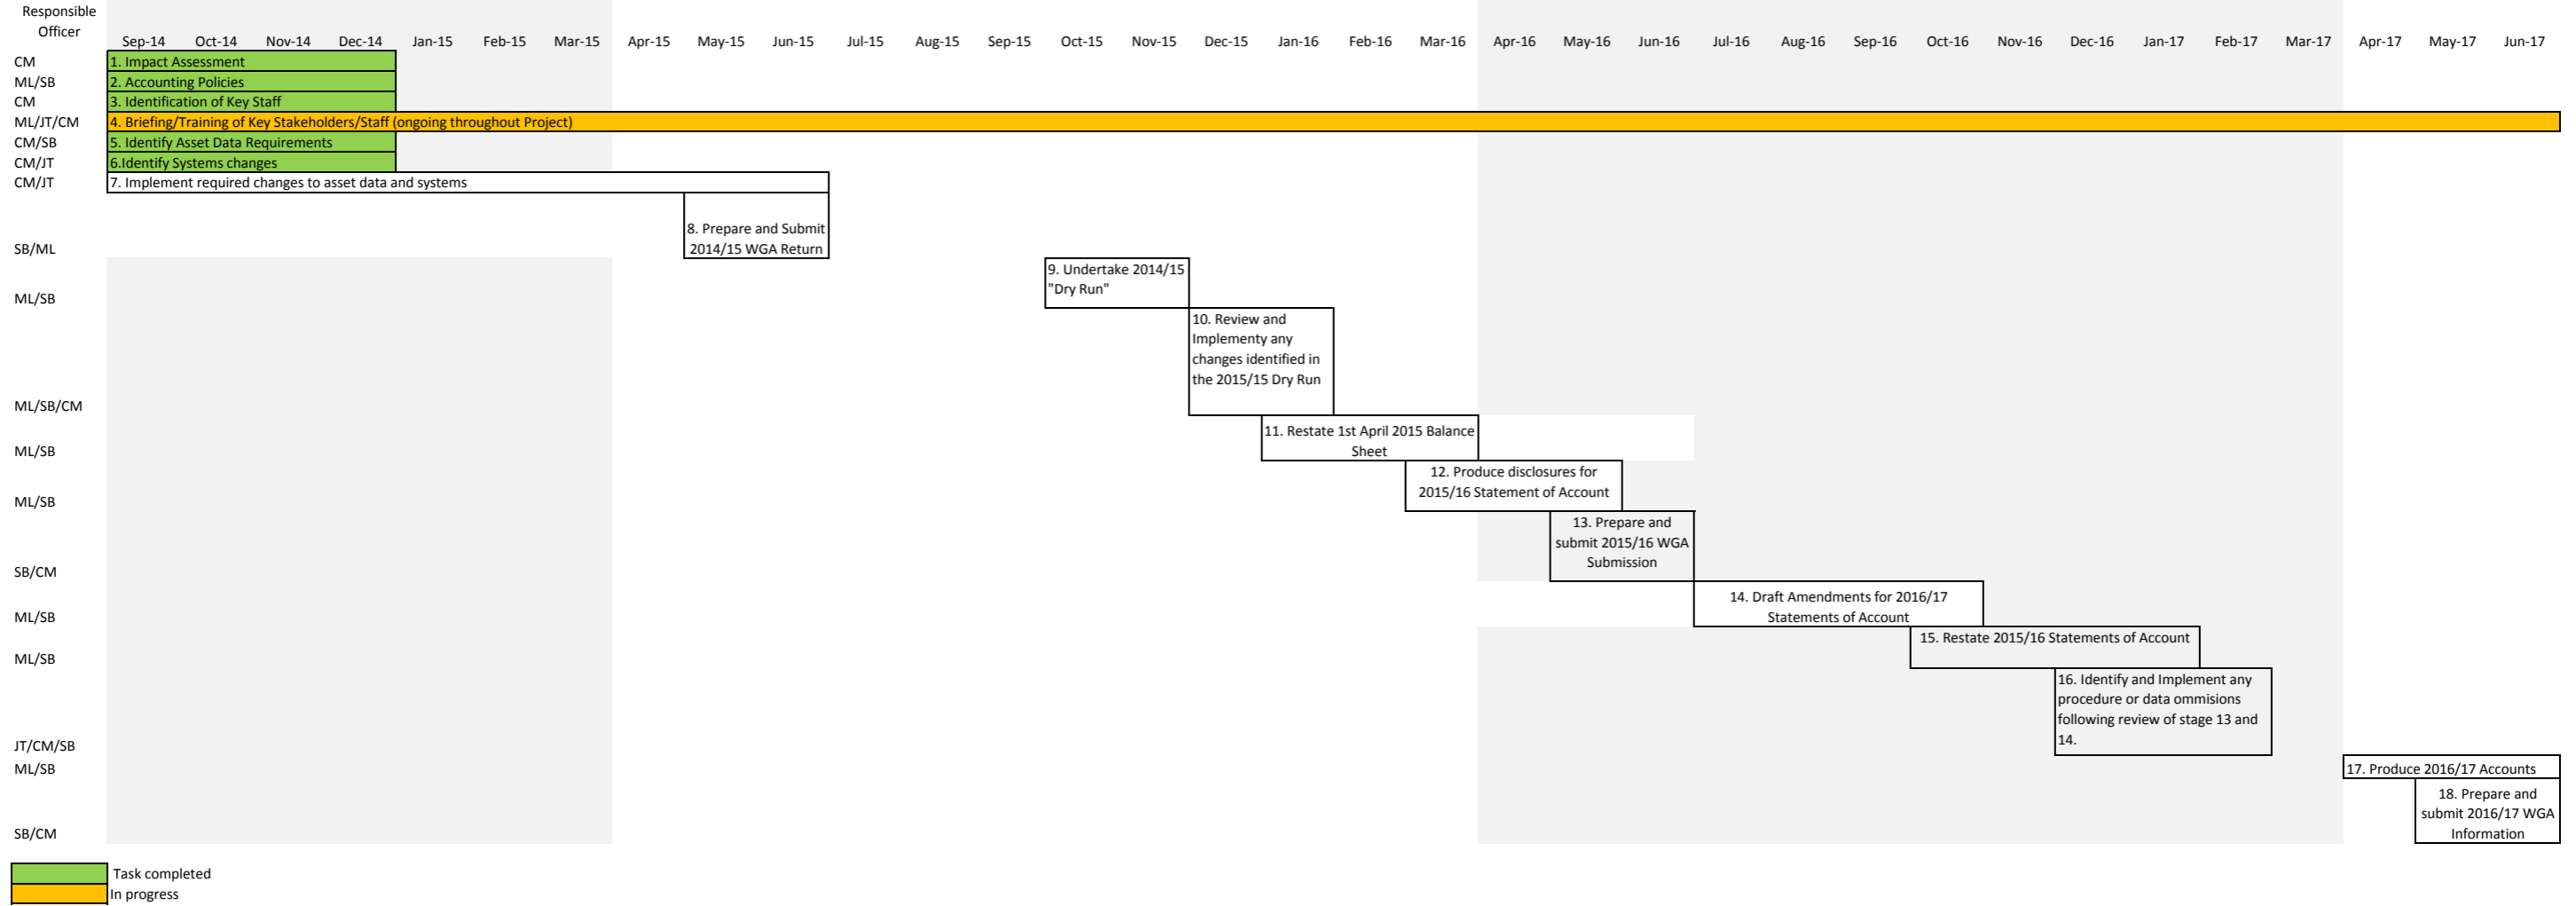 Responsible
Officer
Sep-14 Oct-14 Nov-14 Dec-14 Jan-15 Feb-15 Mar-15 Apr-15 May-15 Jun-15 Jul-15 Aug-15 Sep-15 Oct-15 Nov-15 Dec-15 Jan-16 Feb-16 Mar-16 Apr-16 May-16 Jun-16 Jul-16 Aug-16 Sep-16 Oct-16 Nov-16 Dec-16 Jan-17 Feb-17 Mar-17 Apr-17 May-17 Jun-17
CM 1. Impact Assessment
ML/SB 2. Accounting Policies
CM 3. Identification of Key Staff
ML/JT/CM 4. Briefing/Training of Key Stakeholders/Staff (ongoing throughout Project)
CM/SB 5. Identify Asset Data Requirements
CM/JT 6.Identify Systems changes
CM/JT 7. Implement required changes to asset data and systems
8. Prepare and Submit
SB/ML 2014/15 WGA Return
9. Undertake 2014/15
"Dry Run"
ML/SB
10. Review and
Implementy any
changes identified in
the 2015/15 Dry Run
ML/SB/CM
11. Restate 1st April 2015 Balance
ML/SB Sheet
12. Produce disclosures for
2015/16 Statement of Account
ML/SB
13. Prepare and
submit 2015/16 WGA
Submission
SB/CM
14. Draft Amendments for 2016/17
ML/SB Statements of Account
15. Restate 2015/16 Statements of Account
ML/SB
16. Identify and Implement any
procedure or data ommisions
following review of stage 13 and
14.
JT/CM/SB
ML/SB 17. Produce 2016/17 Accounts
18. Prepare and
submit 2016/17 WGA
SB/CM Information
Task completed
In progress